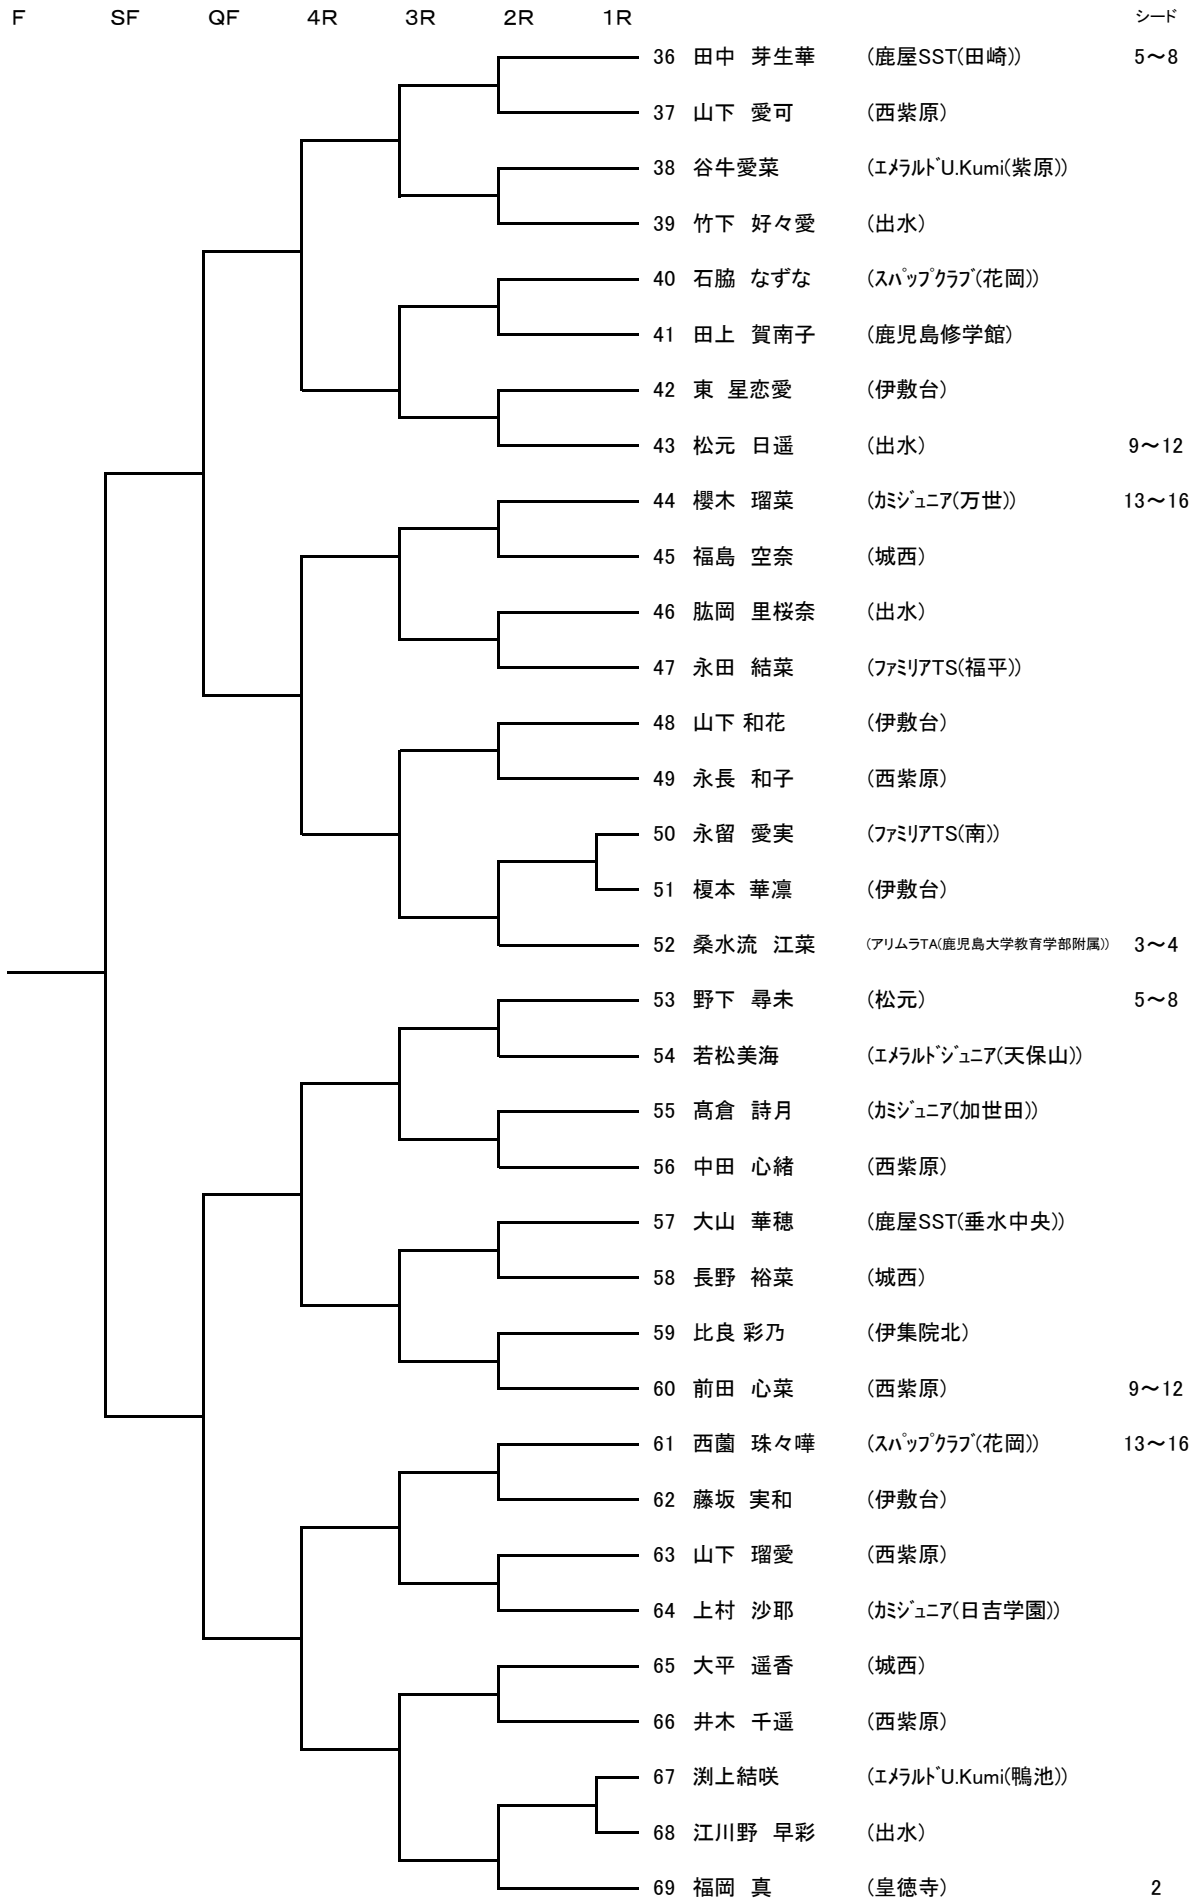 F SF QF 4R 3R 2R 1R シード
36 田中 芽生華 (鹿屋SST(田崎)) 5~8
37 山下 愛可 (西紫原)
38 谷牛愛菜 (ｴﾒﾗﾙﾄﾞU.Kumi(紫原))
39 竹下 好々愛 (出水)
40 石脇 なずな (ｽﾊﾟｯﾌﾟｸﾗﾌﾞ(花岡))
41 田上 賀南子 (鹿児島修学館)
42 東 星恋愛 (伊敷台)
43 松元 日遥 (出水) 9~12
44 櫻木 瑠菜 (ｶﾐｼﾞｭﾆｱ(万世)) 13~16
45 福島 空奈 (城西)
46 肱岡 里桜奈 (出水)
47 永田 結菜 (ﾌｧﾐﾘｱTS(福平))
48 山下 和花 (伊敷台)
49 永長 和子 (西紫原)
50 永留 愛実 (ﾌｧﾐﾘｱTS(南))
51 榎本 華凛 (伊敷台)
52 桑水流 江菜 (アリムラTA(鹿児島大学教育学部附属)) 3~4
53 野下 尋未 (松元) 5~8
54 若松美海 (ｴﾒﾗﾙﾄﾞｼﾞｭﾆｱ(天保山))
55 髙倉 詩月 (ｶﾐｼﾞｭﾆｱ(加世田))
56 中田 心緒 (西紫原)
57 大山 華穂 (鹿屋SST(垂水中央))
58 長野 裕菜 (城西)
59 比良 彩乃 (伊集院北)
60 前田 心菜 (西紫原) 9~12
61 西薗 珠々嘩 (ｽﾊﾟｯﾌﾟｸﾗﾌﾞ(花岡)) 13~16
62 藤坂 実和 (伊敷台)
63 山下 瑠愛 (西紫原)
64 上村 沙耶 (ｶﾐｼﾞｭﾆｱ(日吉学園))
65 大平 遥香 (城西)
66 井木 千遥 (西紫原)
67 渕上結咲 (ｴﾒﾗﾙﾄﾞU.Kumi(鴨池))
68 江川野 早彩 (出水)
69 福岡 真 (皇徳寺) 2